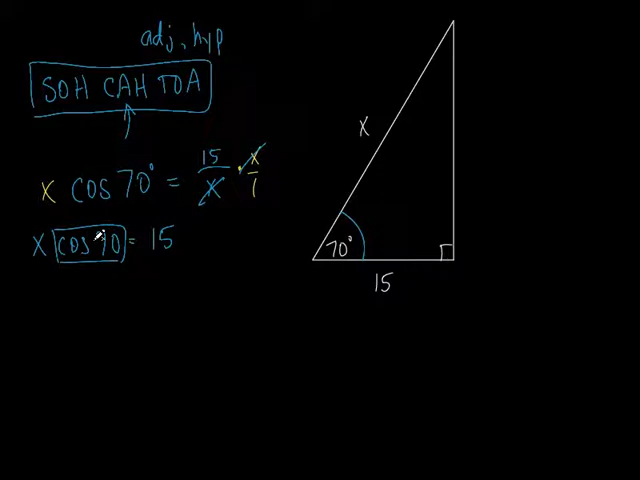 adj, hyp
SOH CAH TOA
x cos 70° = 15/x · x/1
x cos 70 = 15
x
70°
15